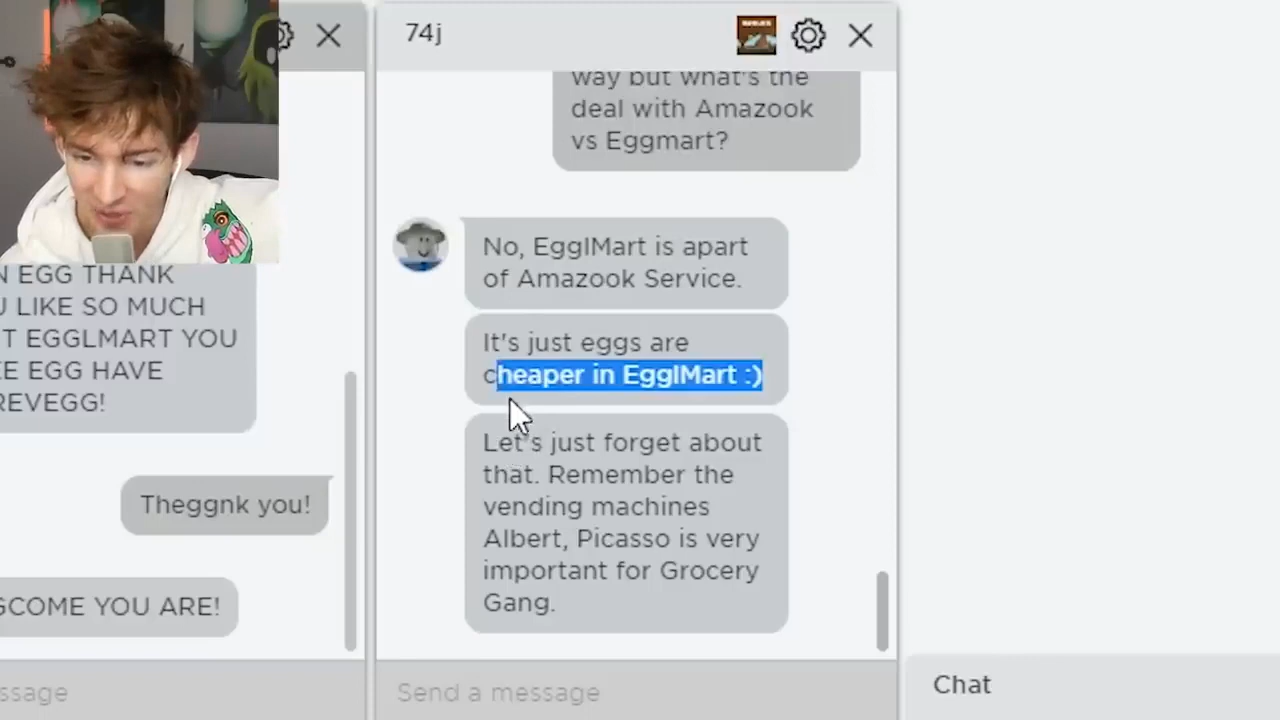 N EGG THANK
U LIKE SO MUCH
T EGGLMART YOU
EE EGG HAVE
REVEGG!
Theggnk you!
GCOME YOU ARE!
ssage
74j
way but what's the
deal with Amazook
vs Eggmart?
No, EgglMart is apart
of Amazook Service.
It's just eggs are
cheaper in EgglMart :)
Let's just forget about
that. Remember the
vending machines
Albert, Picasso is very
important for Grocery
Gang.
Send a message
Chat